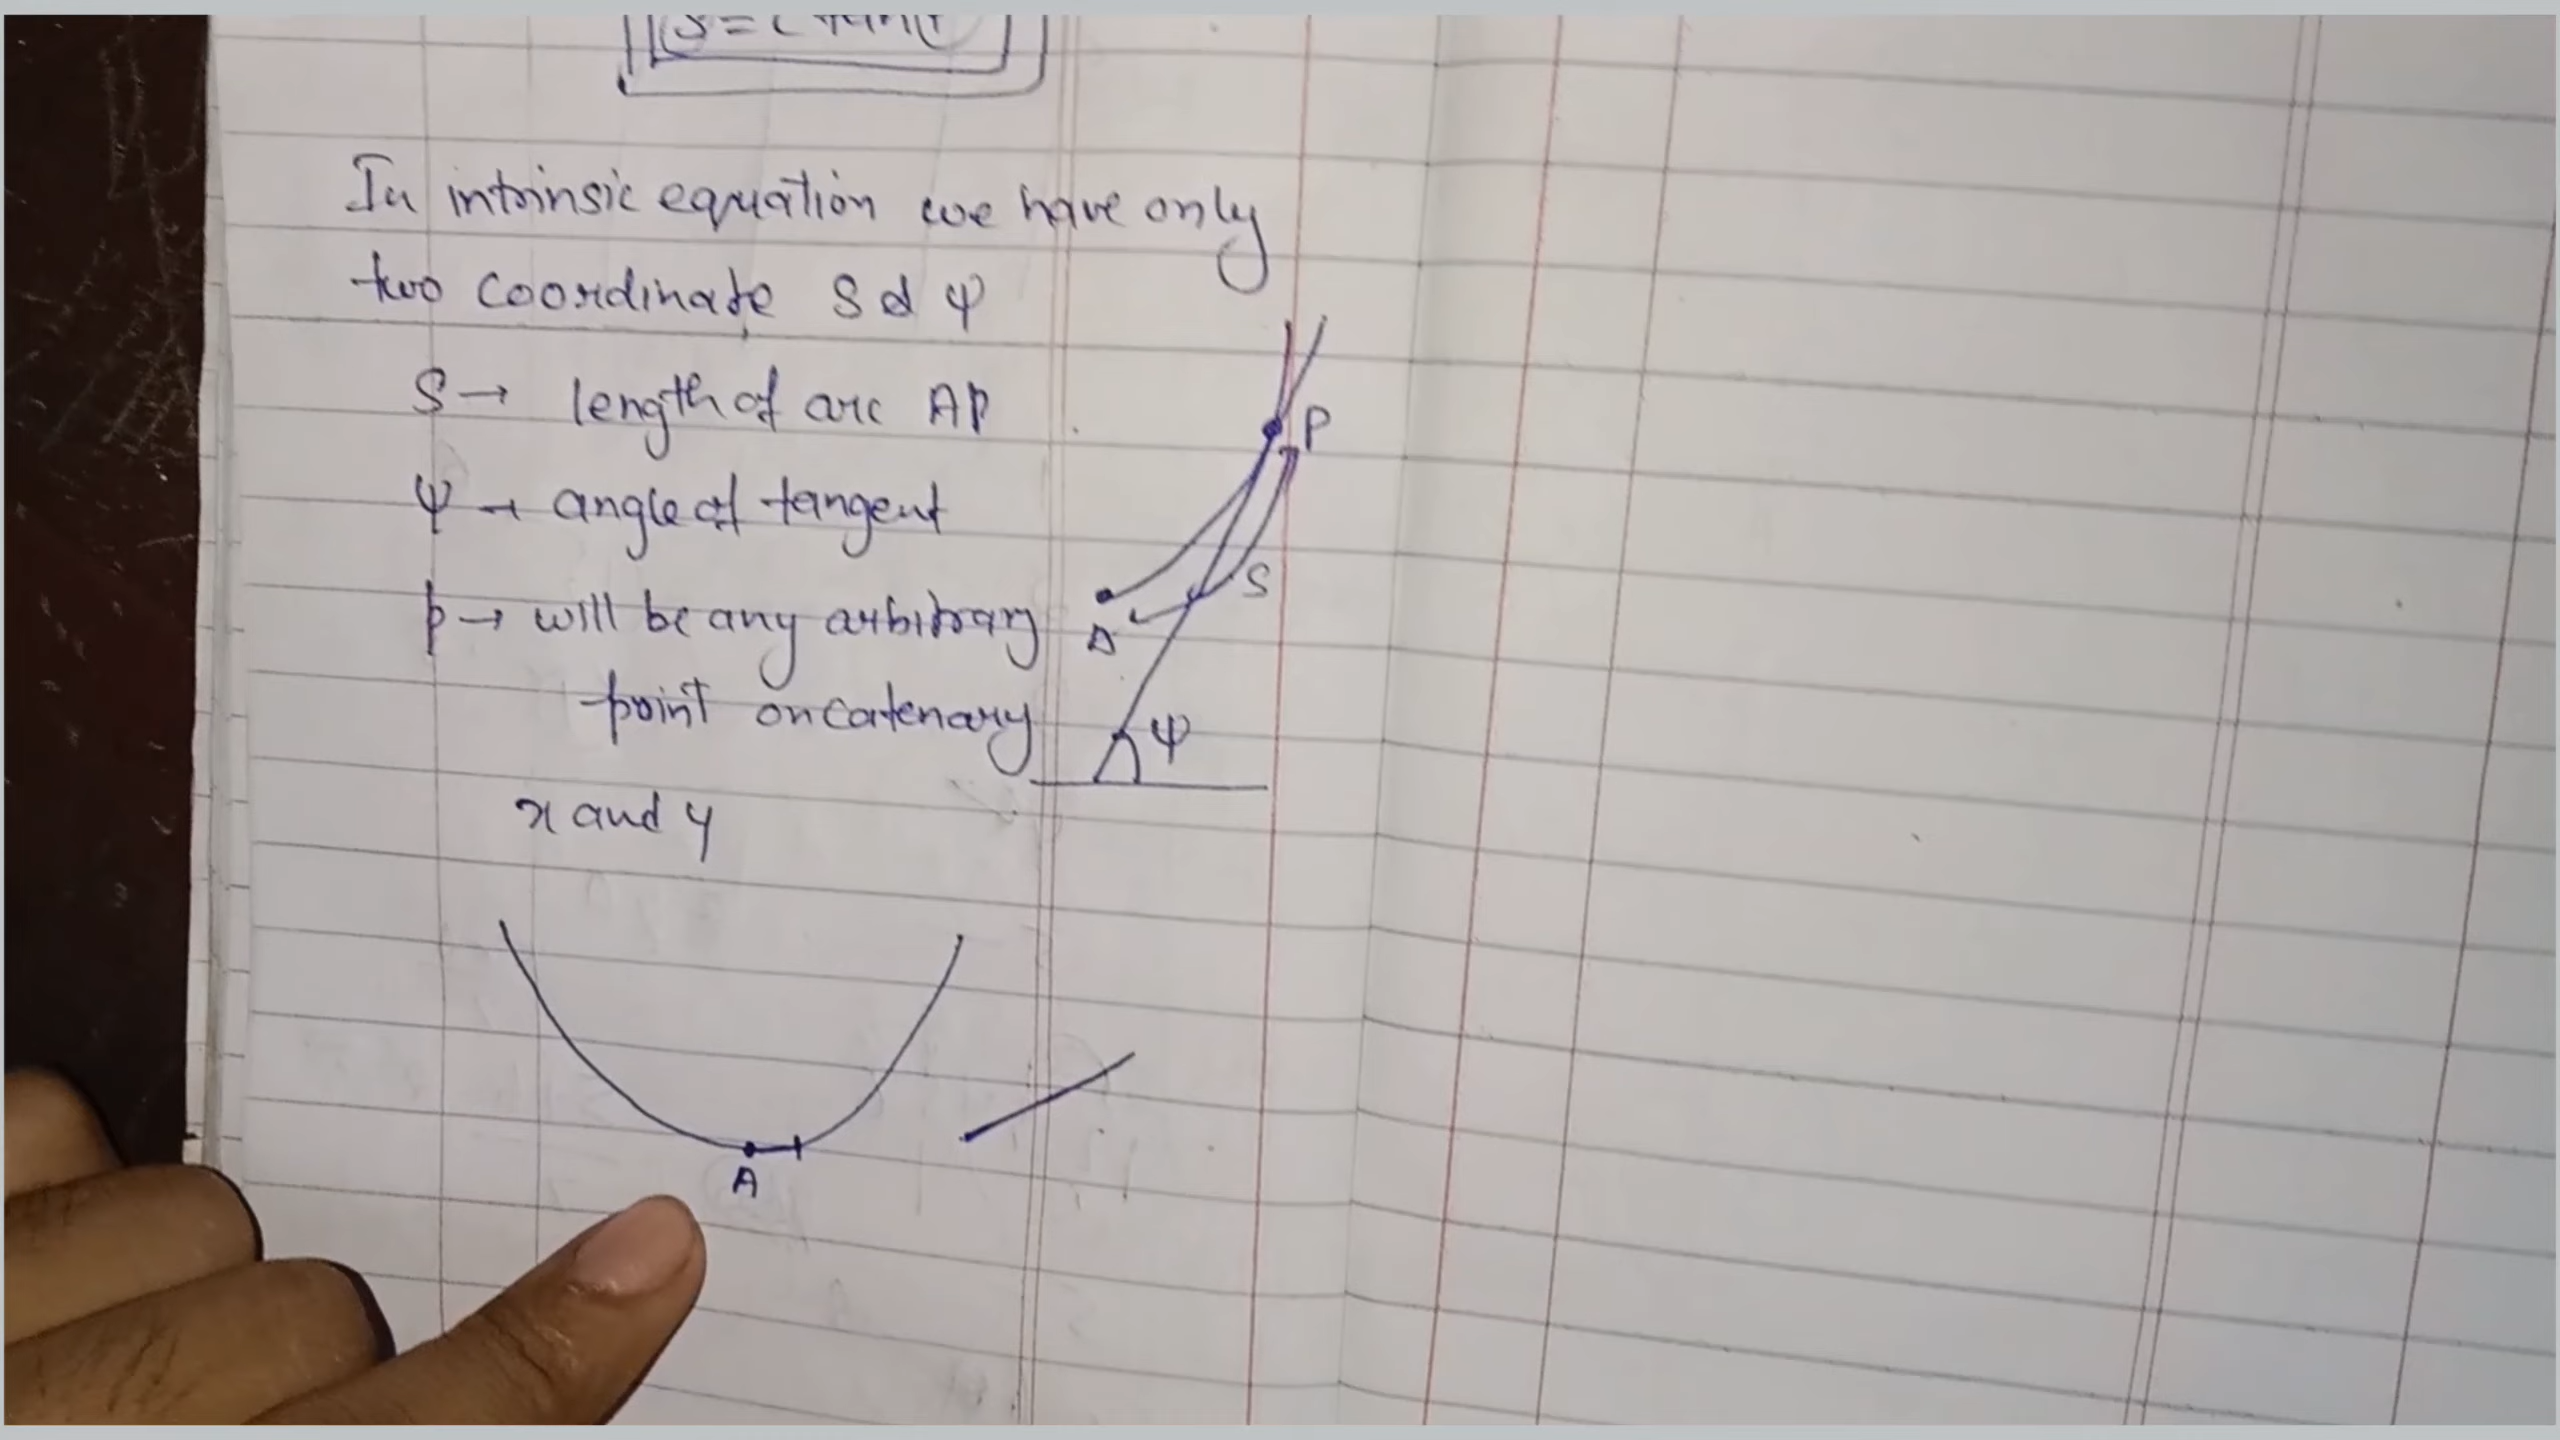 S = c tanψ
In intrinsic equation we have only
two coordinate S & ψ
S → length of arc AP
ψ → angle of tangent
p → will be any arbitrary
point on catenary
x and y
P
S
A
ψ
A